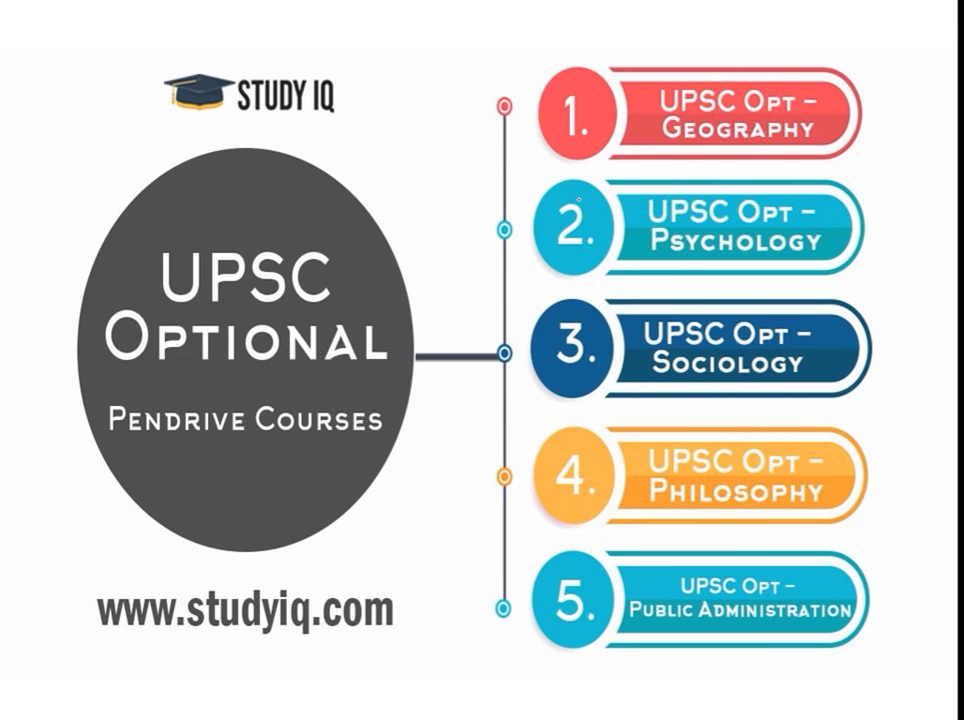 STUDY IQ
UPSC
OPTIONAL
PENDRIVE COURSES
www.studyiq.com
1.
UPSC OPT –
GEOGRAPHY
2.
UPSC OPT –
PSYCHOLOGY
3.
UPSC OPT –
SOCIOLOGY
4.
UPSC OPT –
PHILOSOPHY
5.
UPSC OPT –
PUBLIC ADMINISTRATION